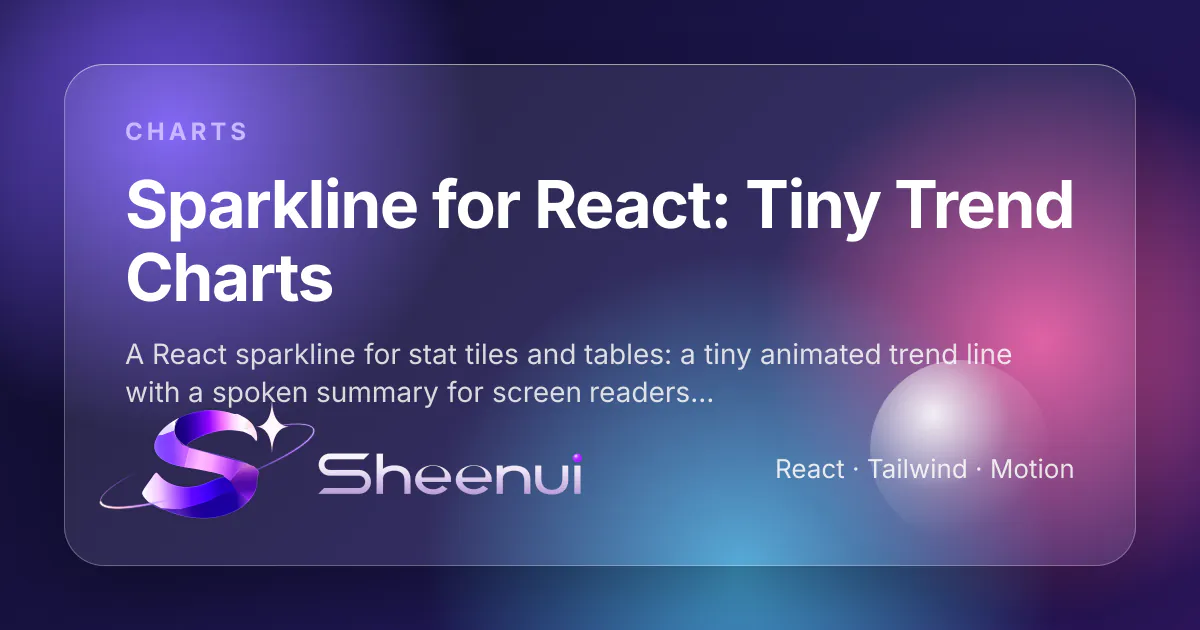 CHARTS
Sparkline for React: Tiny Trend
Charts
A React sparkline for stat tiles and tables: a tiny animated trend line
with a spoken summary for screen readers...
Sheenui
React · Tailwind · Motion